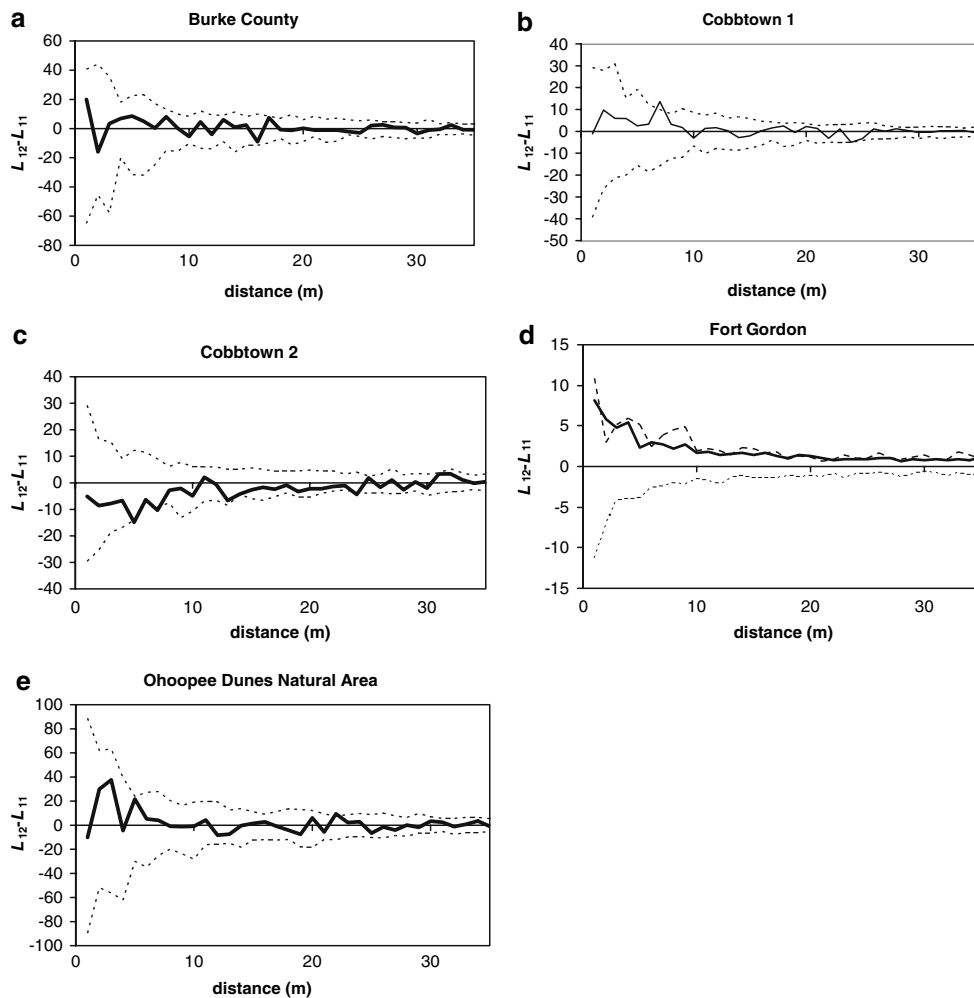 a
Burke County
60
40
20
0
-20
-40
-60
-80
L12-L11
0 10 20 30
distance (m)
b
Cobbtown 1
40
30
20
10
0
-10
-20
-30
-40
-50
L12-L11
0 10 20 30
distance (m)
c
Cobbtown 2
40
30
20
10
0
-10
-20
-30
-40
L12-L11
0 10 20 30
distance (m)
d
Fort Gordon
15
10
5
0
-5
-10
-15
L12-L11
0 10 20 30
distance (m)
e
Ohoopee Dunes Natural Area
100
80
60
40
20
0
-20
-40
-60
-80
-100
L12-L11
0 10 20 30
distance (m)